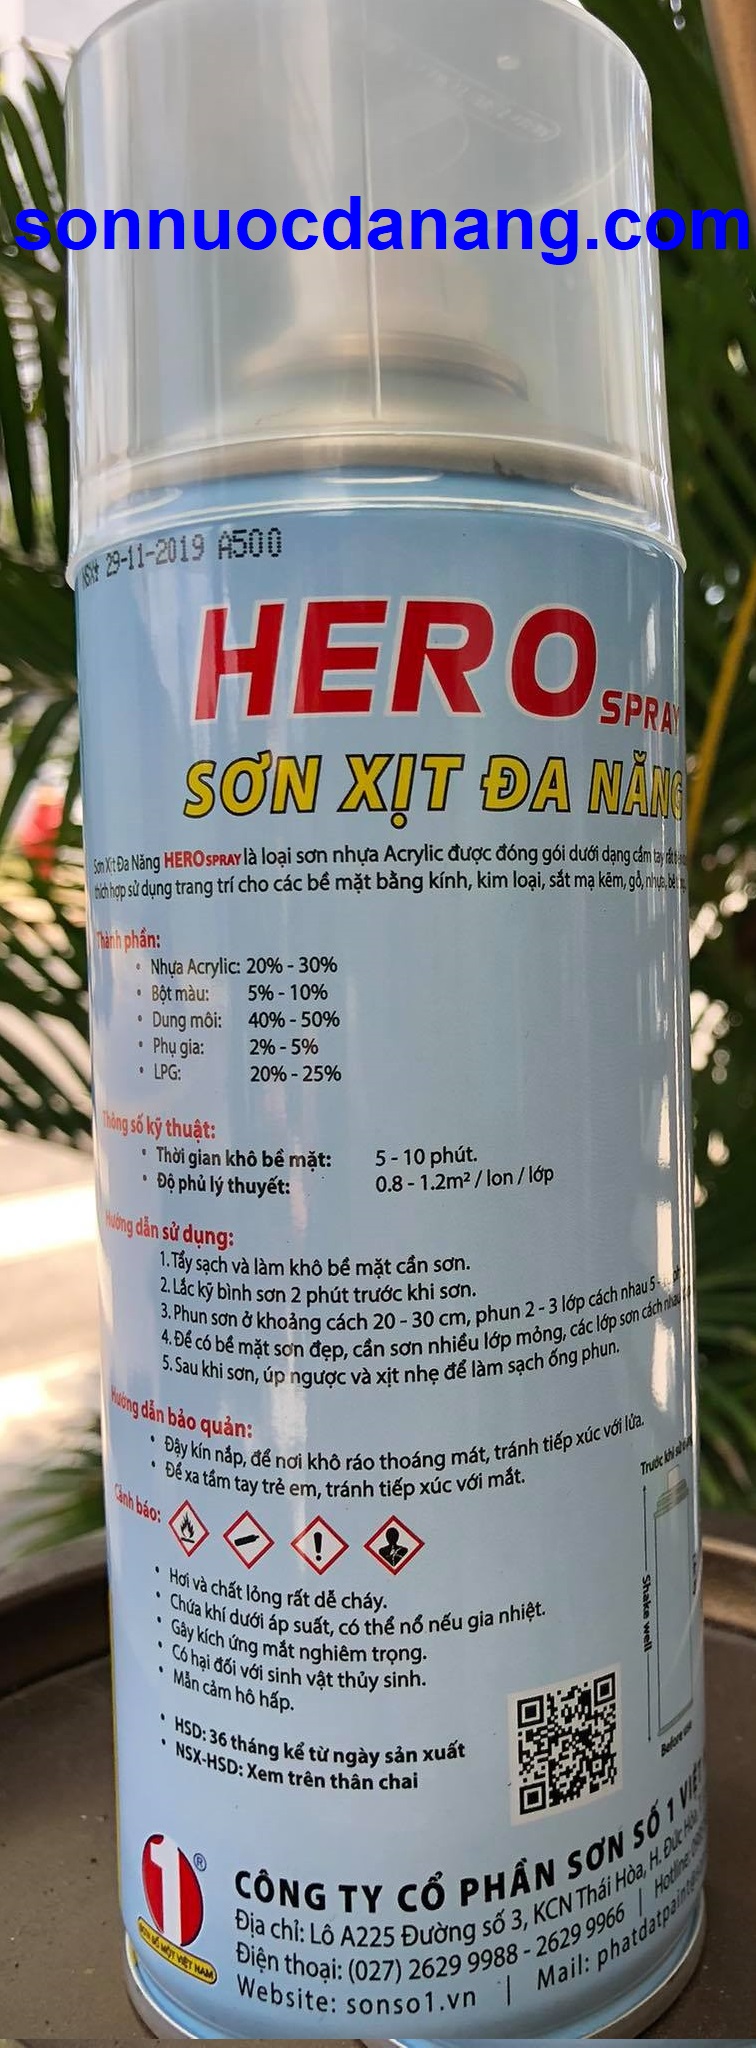 sonnuocdanang.com
NSX: 29-11-2019 A500
HERO SPRAY
SƠN XỊT ĐA NĂNG
Sơn Xịt Đa Năng HERO SPRAY là loại sơn nhựa Acrylic được đóng gói dưới dạng cầm tay rất
thích hợp sử dụng trang trí cho các bề mặt bằng kính, kim loại, sắt mạ kẽm, gỗ, nhựa,
Thành phần:
• Nhựa Acrylic: 20% - 30%
• Bột màu: 5% - 10%
• Dung môi: 40% - 50%
• Phụ gia: 2% - 5%
• LPG: 20% - 25%
Thông số kỹ thuật:
• Thời gian khô bề mặt: 5 - 10 phút.
• Độ phủ lý thuyết: 0.8 - 1.2m² / lon / lớp
Hướng dẫn sử dụng:
1.Tẩy sạch và làm khô bề mặt cần sơn.
2.Lắc kỹ bình sơn 2 phút trước khi sơn.
3.Phun sơn ở khoảng cách 20 - 30 cm, phun 2 - 3 lớp cách nhau 5 -
4.Để có bề mặt sơn đẹp, cần sơn nhiều lớp mỏng, các lớp sơn cách nhau
5.Sau khi sơn, úp ngược và xịt nhẹ để làm sạch ống phun.
Hướng dẫn bảo quản:
• Đậy kín nắp, để nơi khô ráo thoáng mát, tránh tiếp xúc với lửa.
• Để xa tầm tay trẻ em, tránh tiếp xúc với mắt.
Cảnh báo:
• Hơi và chất lỏng rất dễ cháy.
• Chứa khí dưới áp suất, có thể nổ nếu gia nhiệt.
• Gây kích ứng mắt nghiêm trọng.
• Có hại đối với sinh vật thủy sinh.
• Mẫn cảm hô hấp.
• HSD: 36 tháng kể từ ngày sản xuất
• NSX-HSD: Xem trên thân chai
Trước khi
Shake well
Before use
1®
SƠN SỐ MỘT VIỆT NAM
CÔNG TY CỔ PHẦN SƠN SỐ 1 VIỆT
Địa chỉ: Lô A225 Đường số 3, KCN Thái Hòa, H. Đức Hòa,
Điện thoại: (027) 2629 9988 - 2629 9966 | Hotline:
Website: sonso1.vn | Mail: